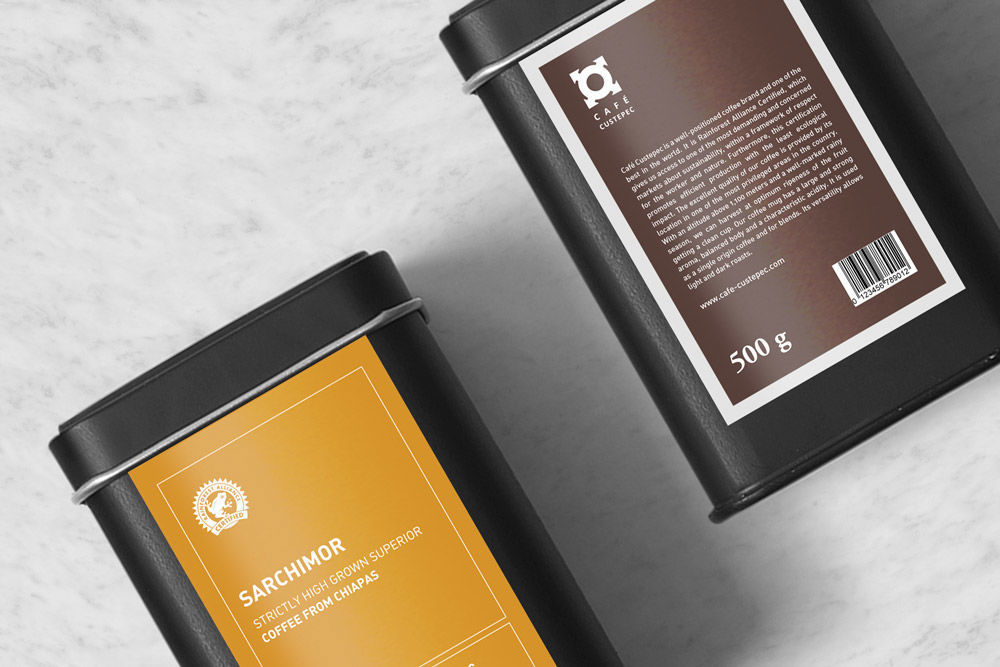 RAINFOREST ALLIANCE
CERTIFIED
SARCHIMOR
STRICTLY HIGH GROWN SUPERIOR
COFFEE FROM CHIAPAS
CAFÉ
CUSTEPEC
Café Custepec is a well-positioned coffee brand and one of the
best in the world. It is Rainforest Alliance Certified, which
gives us access to one of the most demanding and concerned
markets about sustainability, within a framework of respect
for the worker and nature. Furthermore, this certification
promotes efficient production with the least ecological
impact. The excellent quality of our coffee is provided by its
location in one of the most privileged areas in the country.
With an altitude above 1,100 meters and a well-marked rainy
season, we can harvest at optimum ripeness of the fruit
getting a clean cup. Our coffee mug has a large and strong
aroma, balanced body and a characteristic acidity. It is used
as a single origin coffee and for blends. Its versatility allows
light and dark roasts.
www.cafe-custepec.com
0 123456 789012
500 g